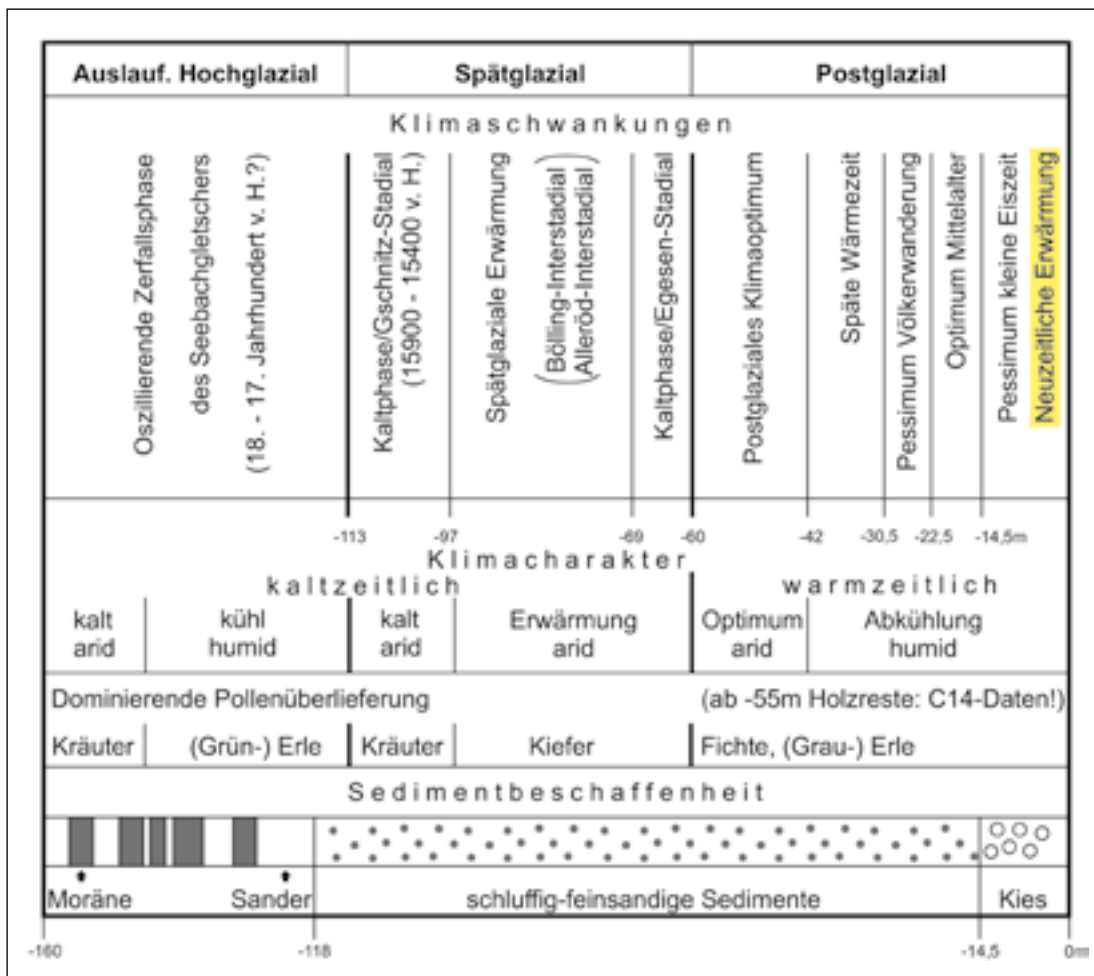 Auslauf. Hochglazial
Spätglazial
Postglazial
Klimaschwankungen
Oszillierende Zerfallsphase
des Seebachgletschers
(18. - 17. Jahrhundert v. H.?)
Kaltphase/Gschnitz-Stadial
(15900 - 15400 v. H.)
Spätglaziale Erwärmung
(Bölling-Interstadial)
(Alleröd-Interstadial)
Kaltphase/Egesen-Stadial
Postglaziales Klimaoptimum
Späte Wärmezeit
Pessimum Völkerwanderung
Optimum Mittelalter
Pessimum kleine Eiszeit
Neuzeitliche Erwärmung
-113 -97 -69 -60 -42 -30,5 -22,5 -14,5m
Klimacharakter
kaltzeitlich warmzeitlich
kalt kühl kalt Erwärmung Optimum Abkühlung
arid humid arid arid arid humid
Dominierende Pollenüberlieferung (ab -55m Holzreste: C14-Daten!)
Kräuter (Grün-) Erle Kräuter Kiefer Fichte, (Grau-) Erle
Sedimentbeschaffenheit
Moräne Sander schluffig-feinsandige Sedimente Kies
-160 -118 -14,5 0m